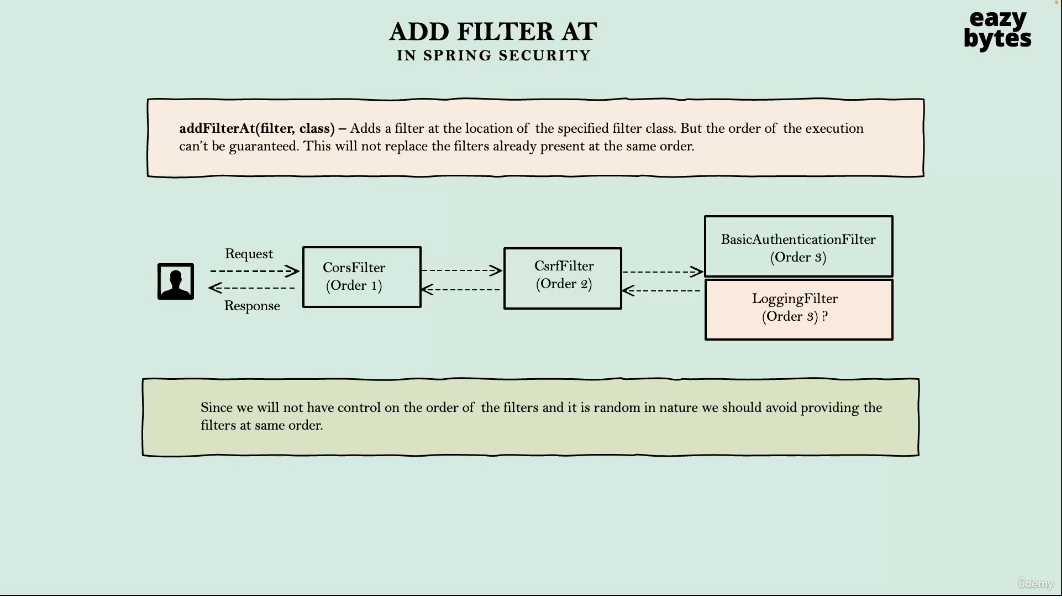 ADD FILTER AT
IN SPRING SECURITY
eazy
bytes
addFilterAt(filter, class) – Adds a filter at the location of the specified filter class. But the order of the execution
can't be guaranteed. This will not replace the filters already present at the same order.
Request
Response
CorsFilter
(Order 1)
CsrfFilter
(Order 2)
BasicAuthenticationFilter
(Order 3)
LoggingFilter
(Order 3) ?
Since we will not have control on the order of the filters and it is random in nature we should avoid providing the
filters at same order.
ûdemy